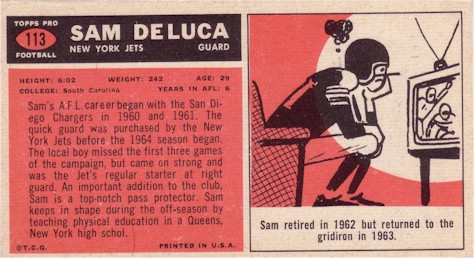 TOPPS PRO
113
FOOTBALL
SAM DELUCA
NEW YORK JETS GUARD
HEIGHT: 6:02 WEIGHT: 242 AGE: 29
COLLEGE: South Carolina YEARS IN AFL: 6
Sam's A.F.L. career began with the San Di-
ego Chargers in 1960 and 1961. The
quick guard was purchased by the
New York Jets before the 1964 season began.
The local boy missed the first three games
of the campaign, but came on strong and
was the Jet's regular starter at right
guard. An important addition to the club,
Sam is a top-notch pass protector. Sam
keeps in shape during the off-season by
teaching physical education in a Queens,
New York high schol.
©T.C.G. PRINTED IN U.S.A.
Sam retired in 1962 but returned to the
gridiron in 1963.